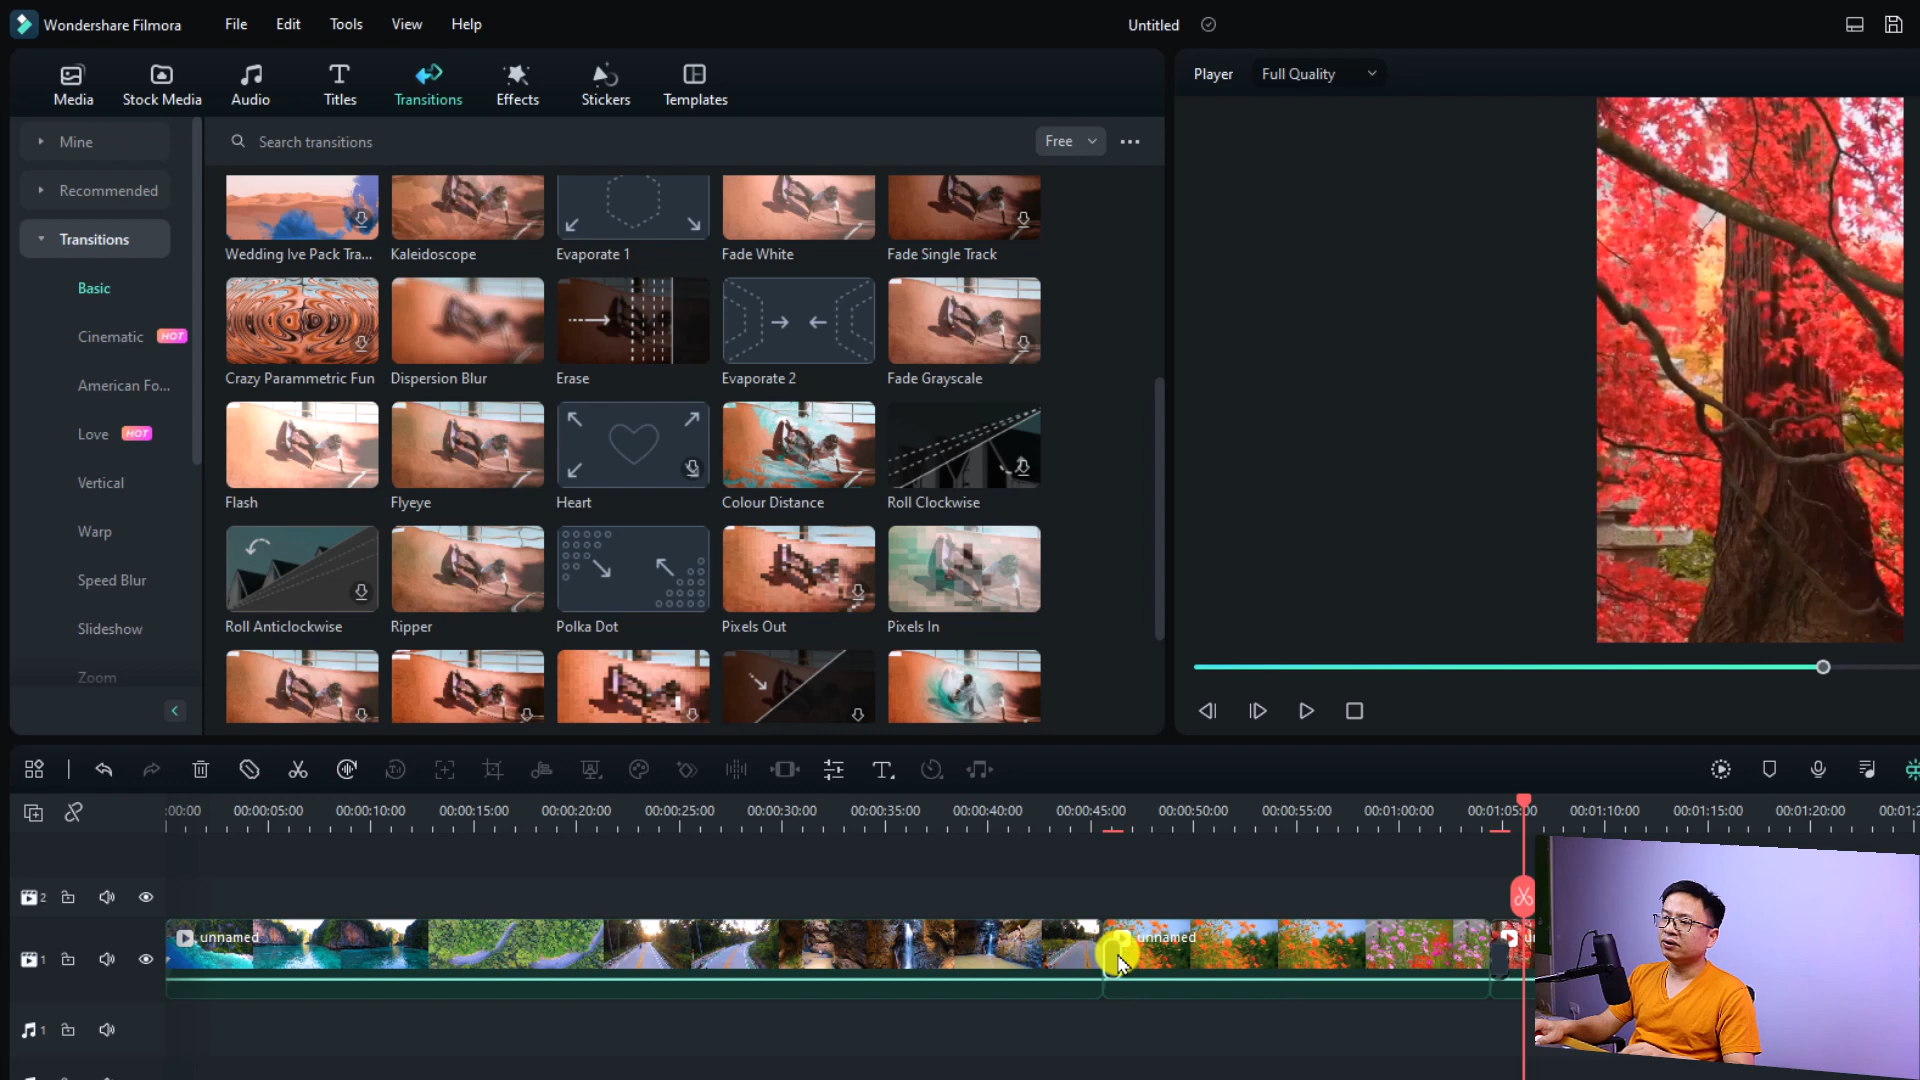 Wondershare Filmora
File
Edit
Tools
View
Help
Untitled
Media
Stock Media
Audio
Titles
Transitions
Effects
Stickers
Templates
Player
Full Quality
Mine
Recommended
Transitions
Basic
Cinematic HOT
American Fo...
Love HOT
Vertical
Warp
Speed Blur
Slideshow
Zoom
Search transitions
Free
Wedding Ive Pack Tra...
Kaleidoscope
Evaporate 1
Fade White
Fade Single Track
Crazy Parammetric Fun
Dispersion Blur
Erase
Evaporate 2
Fade Grayscale
Flash
Flyeye
Heart
Colour Distance
Roll Clockwise
Roll Anticlockwise
Ripper
Polka Dot
Pixels Out
Pixels In
:00:00
00:00:05:00
00:00:10:00
00:00:15:00
00:00:20:00
00:00:25:00
00:00:30:00
00:00:35:00
00:00:40:00
00:00:45:00
00:00:50:00
00:00:55:00
00:01:00:00
00:01:05:00
00:01:10:00
00:01:15:00
00:01:20:00
00:01:2
2
unnamed
unnamed
1
1